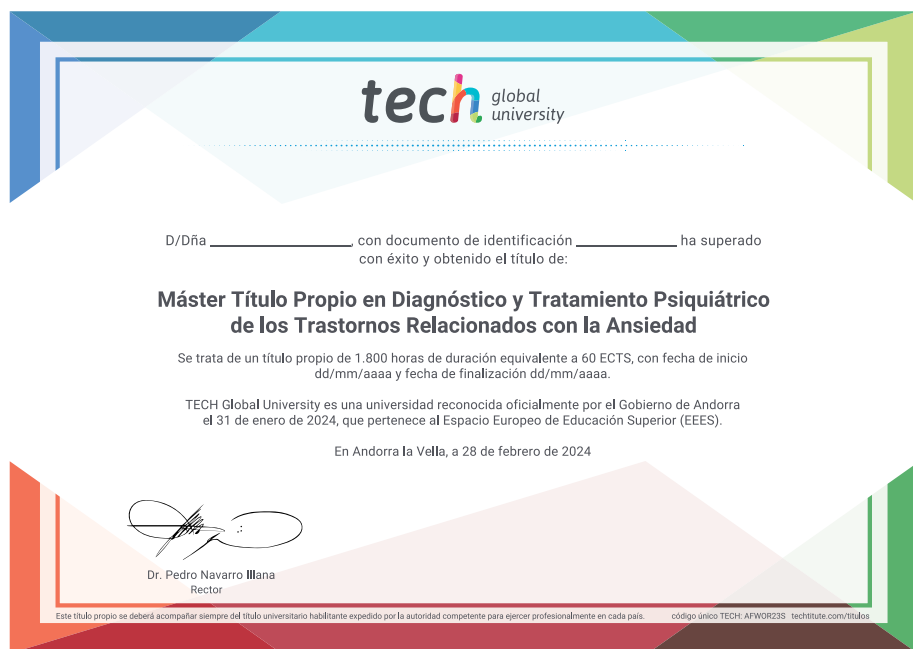 tech global university
D/Dña ________________, con documento de identificación ____________ ha superado
con éxito y obtenido el título de:
Máster Título Propio en Diagnóstico y Tratamiento Psiquiátrico
de los Trastornos Relacionados con la Ansiedad
Se trata de un título propio de 1.800 horas de duración equivalente a 60 ECTS, con fecha de inicio
dd/mm/aaaa y fecha de finalización dd/mm/aaaa.
TECH Global University es una universidad reconocida oficialmente por el Gobierno de Andorra
el 31 de enero de 2024, que pertenece al Espacio Europeo de Educación Superior (EEES).
En Andorra la Vella, a 28 de febrero de 2024
Dr. Pedro Navarro Illana
Rector
Este título propio se deberá acompañar siempre del título universitario habilitante expedido por la autoridad competente para ejercer profesionalmente en cada país. código único TECH: AFWOR23S techtitute.com/titulos